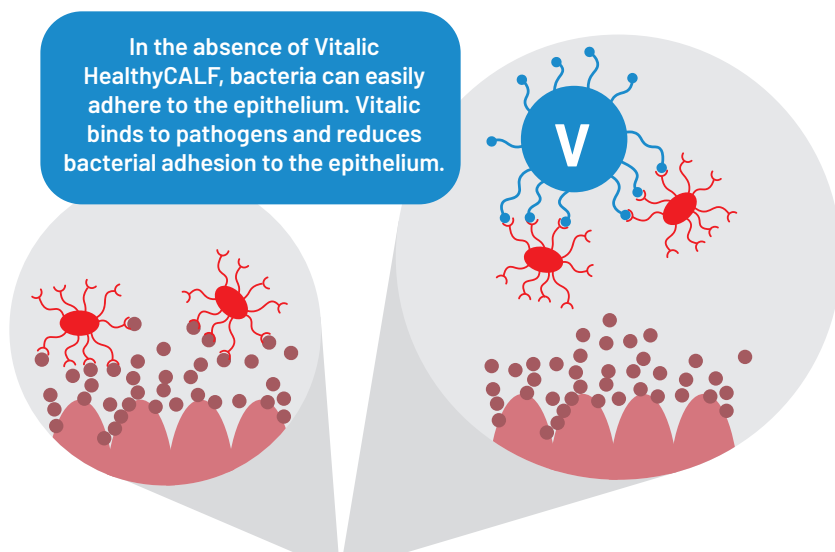 In the absence of Vitalic
HealthyCALF, bacteria can easily
adhere to the epithelium. Vitalic
binds to pathogens and reduces
bacterial adhesion to the epithelium.
V